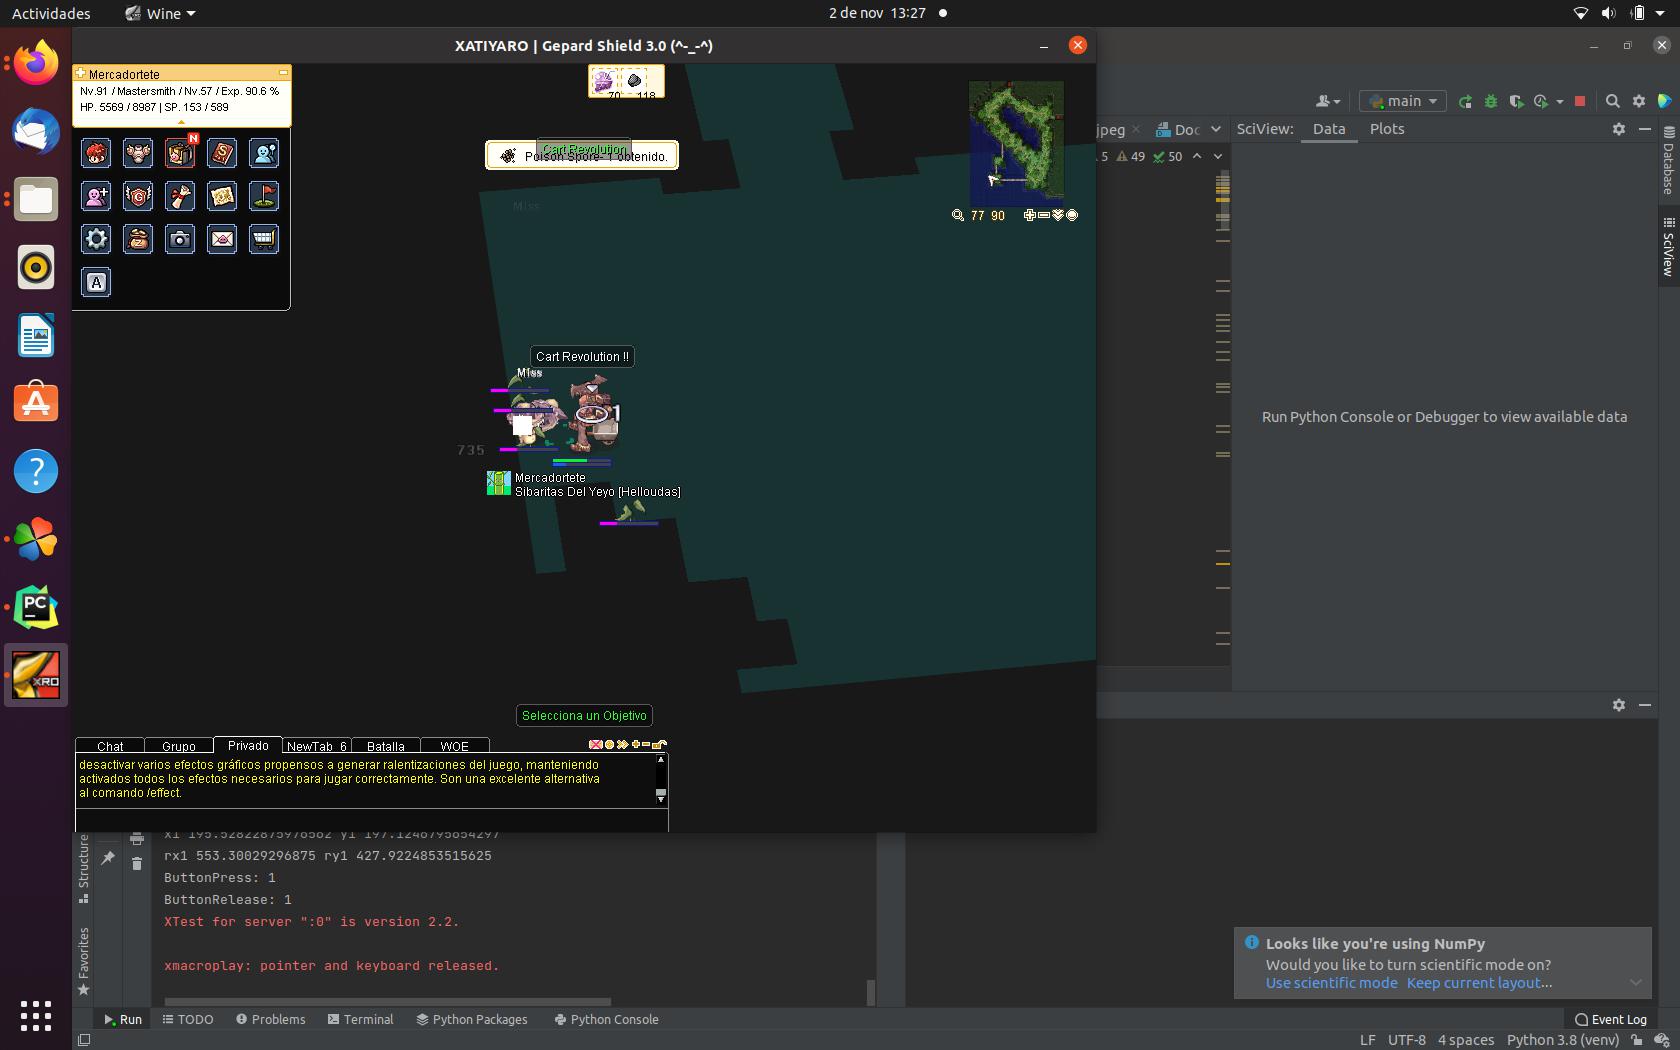 Actividades
Wine
2 de nov 13:27
XATIYARO | Gepard Shield 3.0 (^-_-^)
Mercadortete
Nv.91 / Mastersmith / Nv.57 / Exp. 90.6 %
HP. 5569 / 8987 | SP. 153 / 589
N
A
70
118
Cart Revolution
Poison Spore- 1 obtenido.
Miss
77 90
main
jpeg
Doc
SciView:
Data
Plots
5
49
50
Database
SciView
Run Python Console or Debugger to view available data
Cart Revolution !!
Miss
1
735
Mercadortete
Sibaritas Del Yeyo [Helloudas]
XRO
Selecciona un Objetivo
Chat
Grupo
Privado
NewTab_6
Batalla
WOE
desactivar varios efectos gráficos propensos a generar ralentizaciones del juego, manteniendo
activados todos los efectos necesarios para jugar correctamente. Son una excelente alternativa
al comando /effect.
x1 195.52822875976562 y1 197.1246795654297
rx1 553.30029296875 ry1 427.9224853515625
ButtonPress: 1
ButtonRelease: 1
XTest for server ":0" is version 2.2.
xmacroplay: pointer and keyboard released.
Structure
Favorites
Looks like you're using NumPy
Would you like to turn scientific mode on?
Use scientific mode Keep current layout...
Run
TODO
Problems
Terminal
Python Packages
Python Console
Event Log
LF UTF-8 4 spaces Python 3.8 (venv)